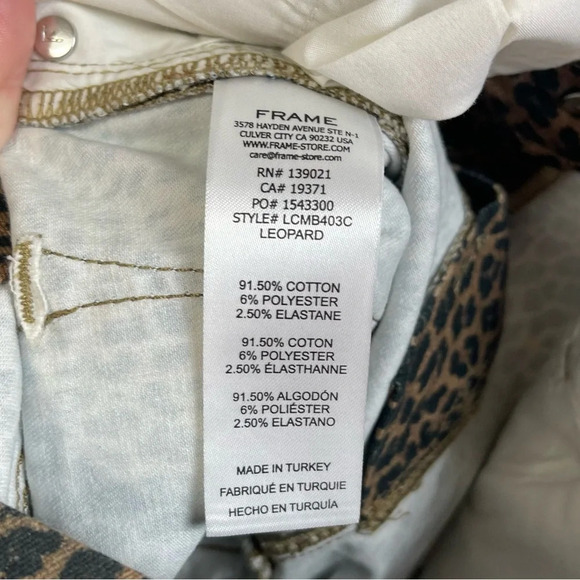 FRAME
3578 HAYDEN AVENUE STE N-1
CULVER CITY CA 90232 USA
WWW.FRAME-STORE.COM
care@frame-store.com
RN# 139021
CA# 19371
PO# 1543300
STYLE# LCMB403C
LEOPARD
91.50% COTTON
6% POLYESTER
2.50% ELASTANE
91.50% COTON
6% POLYESTER
2.50% ÉLASTHANNE
91.50% ALGODÓN
6% POLIÉSTER
2.50% ELASTANO
MADE IN TURKEY
FABRIQUÉ EN TURQUIE
HECHO EN TURQUÍA